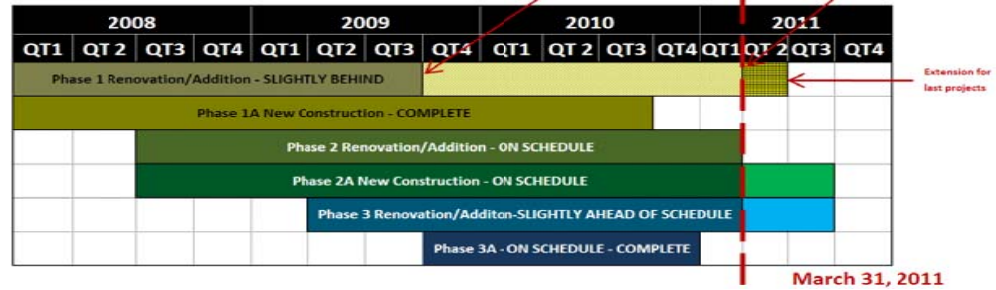 2008 2009 2010 2011
QT1 QT 2 QT3 QT4 QT1 QT2 QT3 QT4 QT1 QT 2 QT3 QT4 QT1 QT 2 QT3 QT4
Phase 1 Renovation/Addition - SLIGHTLY BEHIND
Extension for
last projects
Phase 1A New Construction - COMPLETE
Phase 2 Renovation/Addition - 0N SCHEDULE
Phase 2A New Construction - ON SCHEDULE
Phase 3 Renovation/Additon-SLIGHTLY AHEAD OF SCHEDULE
Phase 3A - ON SCHEDULE - COMPLETE
March 31, 2011